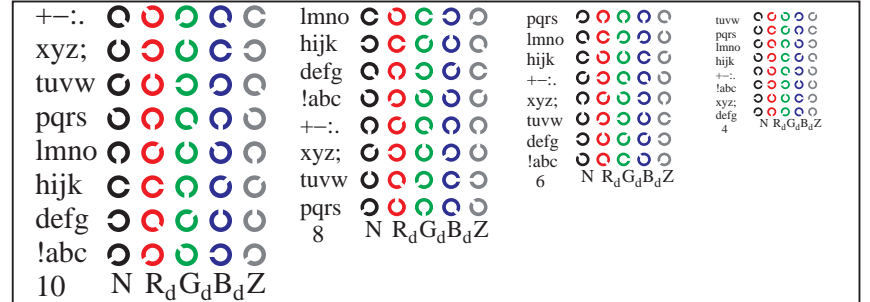 +−:.
xyz;
tuvw
pqrs
lmno
hijk
defg
!abc
10 N RdGdBdZ
lmno
hijk
defg
!abc
+−:.
xyz;
tuvw
pqrs
8 N RdGdBdZ
pqrs
lmno
hijk
+−:.
xyz;
tuvw
defg
!abc
6 N RdGdBdZ
tuvw
pqrs
lmno
hijk
+−:.
!abc
xyz;
defg
4 N RdGdBdZ